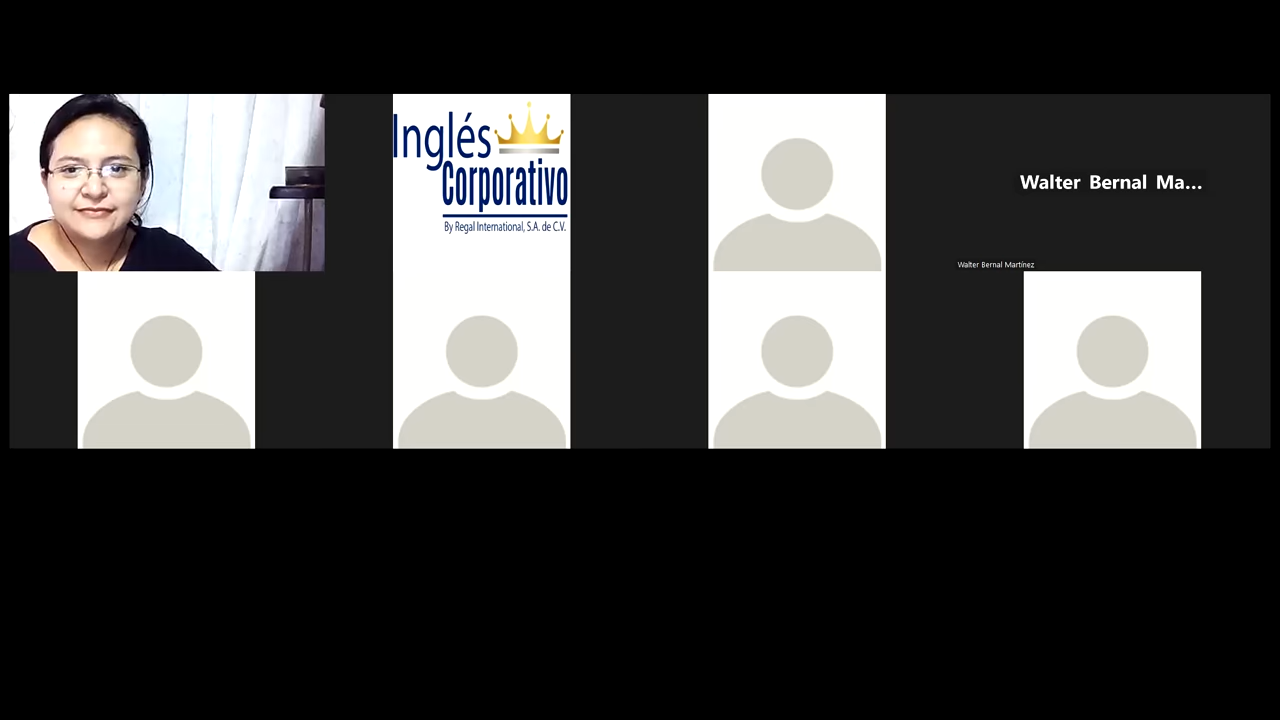 Inglés
Corporativo
By Regal International, S.A. de C.V.
Walter Bernal Ma...
Walter Bernal Martínez